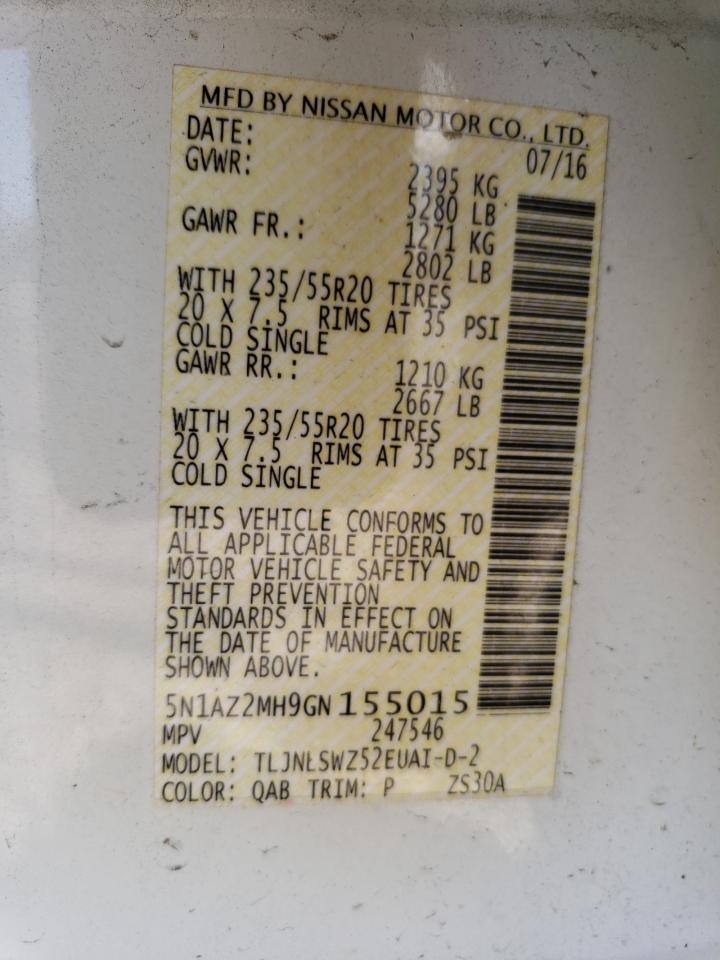 MFD BY NISSAN MOTOR CO., LTD.
DATE: 07/16
GVWR: 2395 KG
5280 LB
GAWR FR.: 1271 KG
2802 LB
WITH 235/55R20 TIRES
20 X 7.5 RIMS AT 35 PSI
COLD SINGLE
GAWR RR.: 1210 KG
2667 LB
WITH 235/55R20 TIRES
20 X 7.5 RIMS AT 35 PSI
COLD SINGLE
THIS VEHICLE CONFORMS TO
ALL APPLICABLE FEDERAL
MOTOR VEHICLE SAFETY AND
THEFT PREVENTION
STANDARDS IN EFFECT ON
THE DATE OF MANUFACTURE
SHOWN ABOVE.
5N1AZ2MH9GN155015
MPV 247546
MODEL: TLJNLSWZ52EUAI-D-2
COLOR: QAB TRIM: P ZS30A